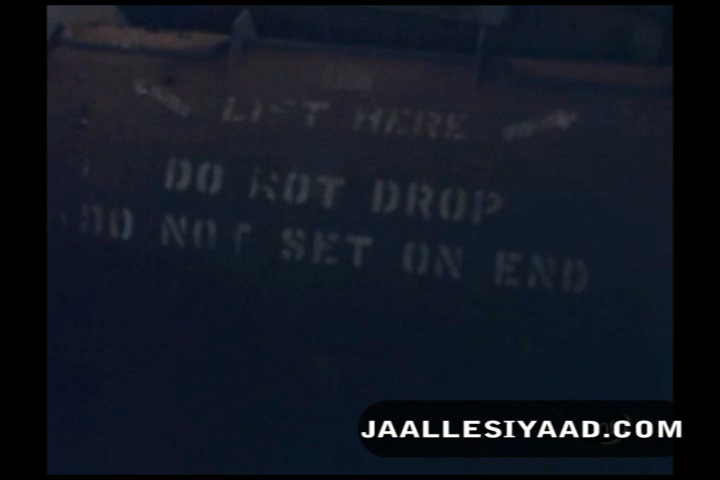 LIFT HERE
DO NOT DROP
DO NOT SET ON END
JAALLESIYAAD.COM